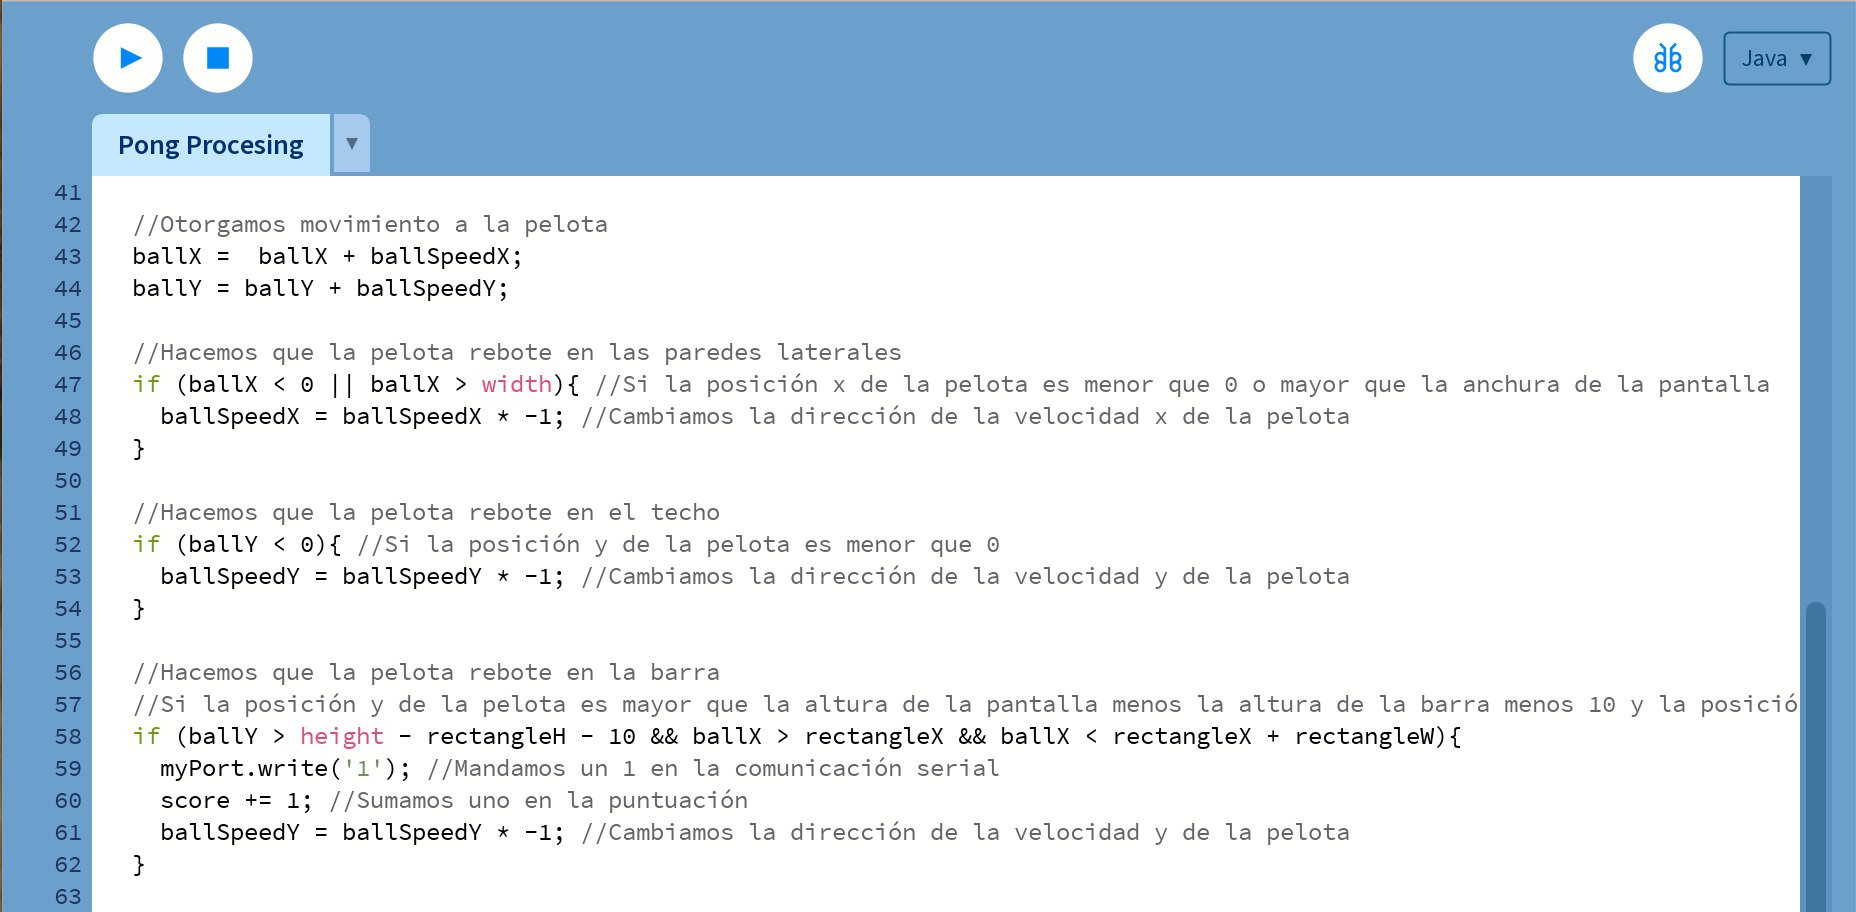 Java ▼
Pong Procesing ▼
41
42 //Otorgamos movimiento a la pelota
43 ballX =  ballX + ballSpeedX;
44 ballY = ballY + ballSpeedY;
45
46 //Hacemos que la pelota rebote en las paredes laterales
47 if (ballX < 0 || ballX > width){ //Si la posición x de la pelota es menor que 0 o mayor que la anchura de la pantalla
48   ballSpeedX = ballSpeedX * -1; //Cambiamos la dirección de la velocidad x de la pelota
49 }
50
51 //Hacemos que la pelota rebote en el techo
52 if (ballY < 0){ //Si la posición y de la pelota es menor que 0
53   ballSpeedY = ballSpeedY * -1; //Cambiamos la dirección de la velocidad y de la pelota
54 }
55
56 //Hacemos que la pelota rebote en la barra
57 //Si la posición y de la pelota es mayor que la altura de la pantalla menos la altura de la barra menos 10 y la posició
58 if (ballY > height - rectangleH - 10 && ballX > rectangleX && ballX < rectangleX + rectangleW){
59   myPort.write('1'); //Mandamos un 1 en la comunicación serial
60   score += 1; //Sumamos uno en la puntuación
61   ballSpeedY = ballSpeedY * -1; //Cambiamos la dirección de la velocidad y de la pelota
62 }
63